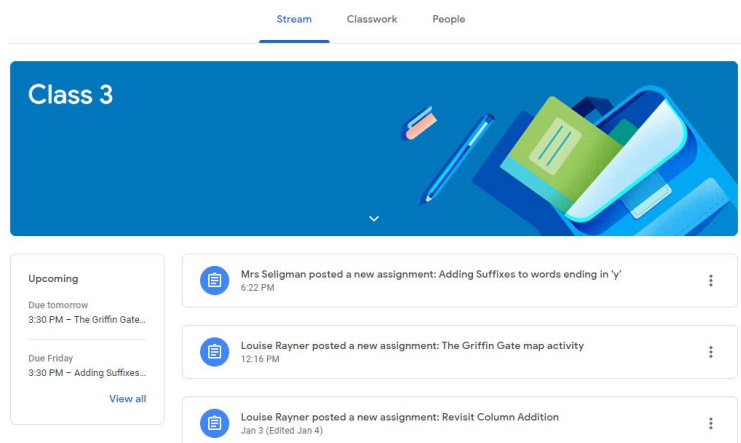 Stream Classwork People
Class 3
Upcoming
Due tomorrow
3:30 PM – The Griffin Gate...
Due Friday
3:30 PM – Adding Suffixes...
View all
Mrs Seligman posted a new assignment: Adding Suffixes to words ending in 'y'
6:22 PM
Louise Rayner posted a new assignment: The Griffin Gate map activity
12:16 PM
Louise Rayner posted a new assignment: Revisit Column Addition
Jan 3 (Edited Jan 4)